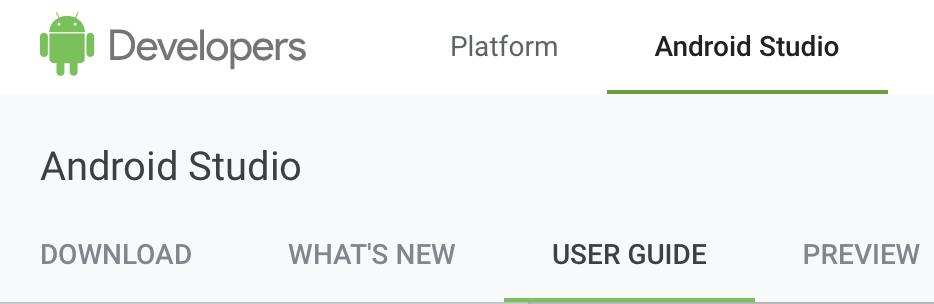 Developers Platform Android Studio
Android Studio
DOWNLOAD WHAT'S NEW USER GUIDE PREVIEW